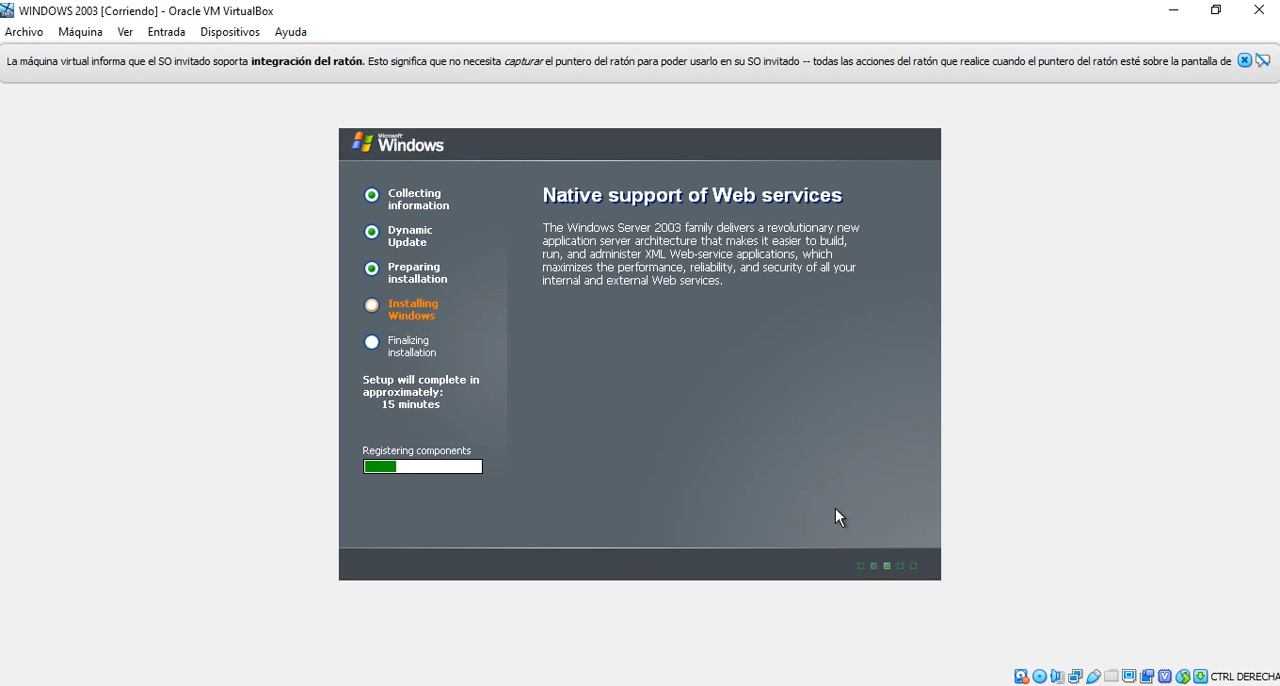 WINDOWS 2003 [Corriendo] - Oracle VM VirtualBox
Archivo Máquina Ver Entrada Dispositivos Ayuda
La máquina virtual informa que el SO invitado soporta integración del ratón. Esto significa que no necesita capturar el puntero del ratón para poder usarlo en su SO invitado -- todas las acciones del ratón que realice cuando el puntero del ratón esté sobre la pantalla de
Microsoft
Windows
Collecting
information
Dynamic
Update
Preparing
installation
Installing
Windows
Finalizing
installation
Setup will complete in
approximately:
15 minutes
Registering components
Native support of Web services
The Windows Server 2003 family delivers a revolutionary new
application server architecture that makes it easier to build,
run, and administer XML Web-service applications, which
maximizes the performance, reliability, and security of all your
internal and external Web services.
CTRL DERECHA